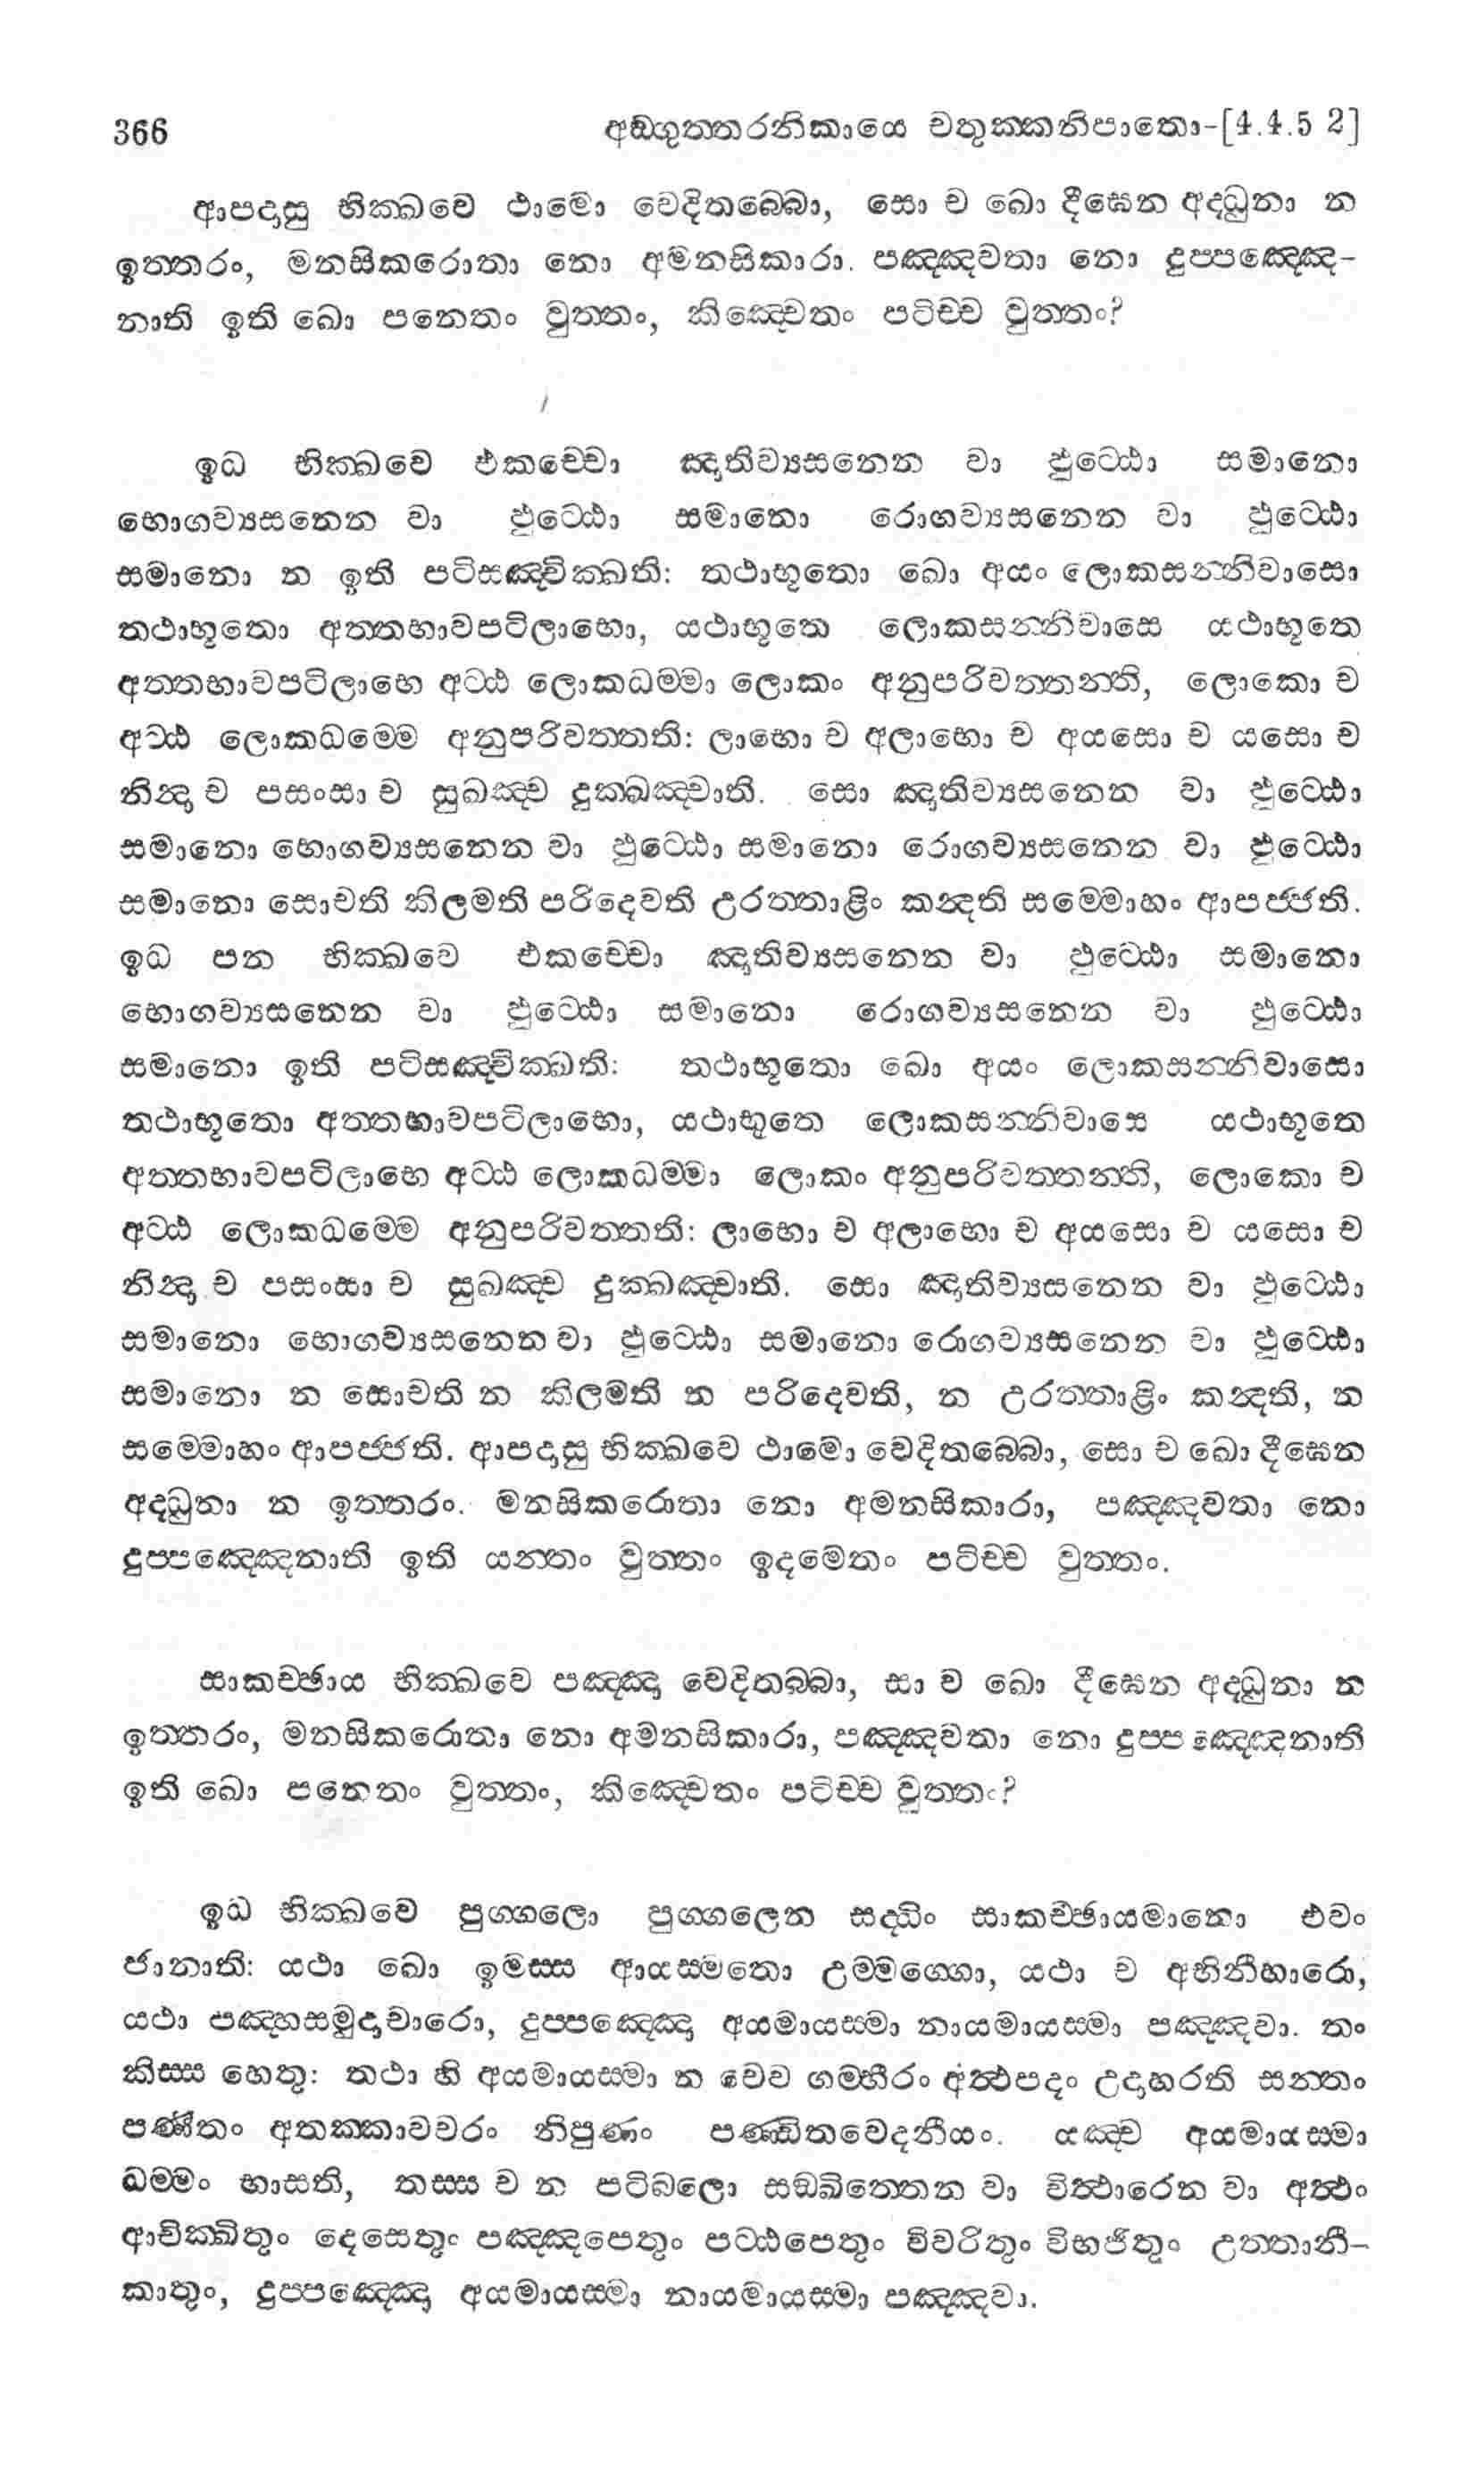 366 අඞ්ගුත්තරනිකායෙ චතුක්කනිපාතො-[4.4.5 2]
ආපදාසු භික්ඛවෙ ථාමො වෙදිතබ්බො, සො ච ඛො දීඝෙන අද්ධුනා න
ඉත්තරං, මනසිකරොතා නො අමනසිකාරා. පඤ්ඤවතා නො දුප්පඤ්ඤෙ-
නාති ඉති ඛො පනෙතං වුත්තං, කිඤ්චෙතං පටිච්ච වුත්තං?
ඉධ භික්ඛවෙ එකච්චො ඤාතිව්‍යසනෙන වා ඵුට්ඨො සමානො
භොගව්‍යසනෙන වා ඵුට්ඨො සමානො රොගව්‍යසනෙන වා ඵුට්ඨො
සමානො න ඉති පටිසඤ්චික්ඛති: තථාභූතො ඛො අයං ලොකසන්නිවාසො
තථාභූතො අත්තභාවපටිලාභො, යථාභූතෙ ලොකසන්නිවාසෙ යථාභූතෙ
අත්තභාවපටිලාභෙ අට්ඨ ලොකධම්මා ලොකං අනුපරිවත්තන්ති, ලොකො ච
අට්ඨ ලොකධම්මෙ අනුපරිවත්තති: ලාභො ච අලාභො ච අයසො ච යසො ච
නින්දා ච පසංසා ච සුඛඤ්ච දුක්ඛඤ්චාති. සො ඤාතිව්‍යසනෙන වා ඵුට්ඨො
සමානො භොගව්‍යසනෙන වා ඵුට්ඨො සමානො රොගව්‍යසනෙන වා ඵුට්ඨො
සමානො සොචති කිලමති පරිදෙවති උරත්තාළිං කන්දති සම්මොහං ආපජ්ජති.
ඉධ පන භික්ඛවෙ එකච්චො ඤාතිව්‍යසනෙන වා ඵුට්ඨො සමානො
භොගව්‍යසනෙන වා ඵුට්ඨො සමානො රොගව්‍යසනෙන වා ඵුට්ඨො
සමානො ඉති පටිසඤ්චික්ඛති: තථාභූතො ඛො අයං ලොකසන්නිවාසො
තථාභූතො අත්තභාවපටිලාභො, යථාභූතෙ ලොකසන්නිවාසෙ යථාභූතෙ
අත්තභාවපටිලාභෙ අට්ඨ ලොකධම්මා ලොකං අනුපරිවත්තන්ති, ලොකො ච
අට්ඨ ලොකධම්මෙ අනුපරිවත්තති: ලාභො ච අලාභො ච අයසො ච යසො ච
නින්දා ච පසංසා ච සුඛඤ්ච දුක්ඛඤ්චාති. සො ඤාතිව්‍යසනෙන වා ඵුට්ඨො
සමානො භොගව්‍යසනෙන වා ඵුට්ඨො සමානො රොගව්‍යසනෙන වා ඵුට්ඨො
සමානො න සොචති න කිලමති න පරිදෙවති, න උරත්තාළිං කන්දති, න
සම්මොහං ආපජ්ජති. ආපදාසු භික්ඛවෙ ථාමො වෙදිතබ්බො, සො ච ඛො දීඝෙන
අද්ධුනා න ඉත්තරං. මනසිකරොතා නො අමනසිකාරා, පඤ්ඤවතා නො
දුප්පඤ්ඤෙනාති ඉති යන්තං වුත්තං ඉදමෙතං පටිච්ච වුත්තං.
සාකච්ඡාය භික්ඛවෙ පඤ්ඤා වෙදිතබ්බා, සා ච ඛො දීඝෙන අද්ධුනා න
ඉත්තරං, මනසිකරොතා නො අමනසිකාරා, පඤ්ඤවතා නො දුප්පඤ්ඤෙනාති
ඉති ඛො පනෙතං වුත්තං, කිඤ්චෙතං පටිච්ච වුත්තං?
ඉධ භික්ඛවෙ පුග්ගලො පුග්ගලෙන සද්ධිං සාකච්ඡායමානො එවං
ජානාති: යථා ඛො ඉමස්ස ආයස්මතො උම්මග්ගො, යථා ච අභිනීහාරො,
යථා පඤ්හසමුදාචාරො, දුප්පඤ්ඤො අයමායස්මා නායමායස්මා පඤ්ඤවා. තං
කිස්ස හෙතු: තථා හි අයමායස්මා න චෙව ගම්භීරං අත්ථපදං උදාහරති සන්තං
පණීතං අතක්කාවචරං නිපුණං පණ්ඩිතවෙදනීයං. යඤ්ච අයමායස්මා
ධම්මං භාසති, තස්ස ච න පටිබලො සඞ්ඛිත්තෙන වා විත්ථාරෙන වා අත්ථං
ආචික්ඛිතුං දෙසෙතුං පඤ්ඤපෙතුං පට්ඨපෙතුං විවරිතුං විභජිතුං උත්තානී-
කාතුං, දුප්පඤ්ඤො අයමායස්මා නායමායස්මා පඤ්ඤවා.